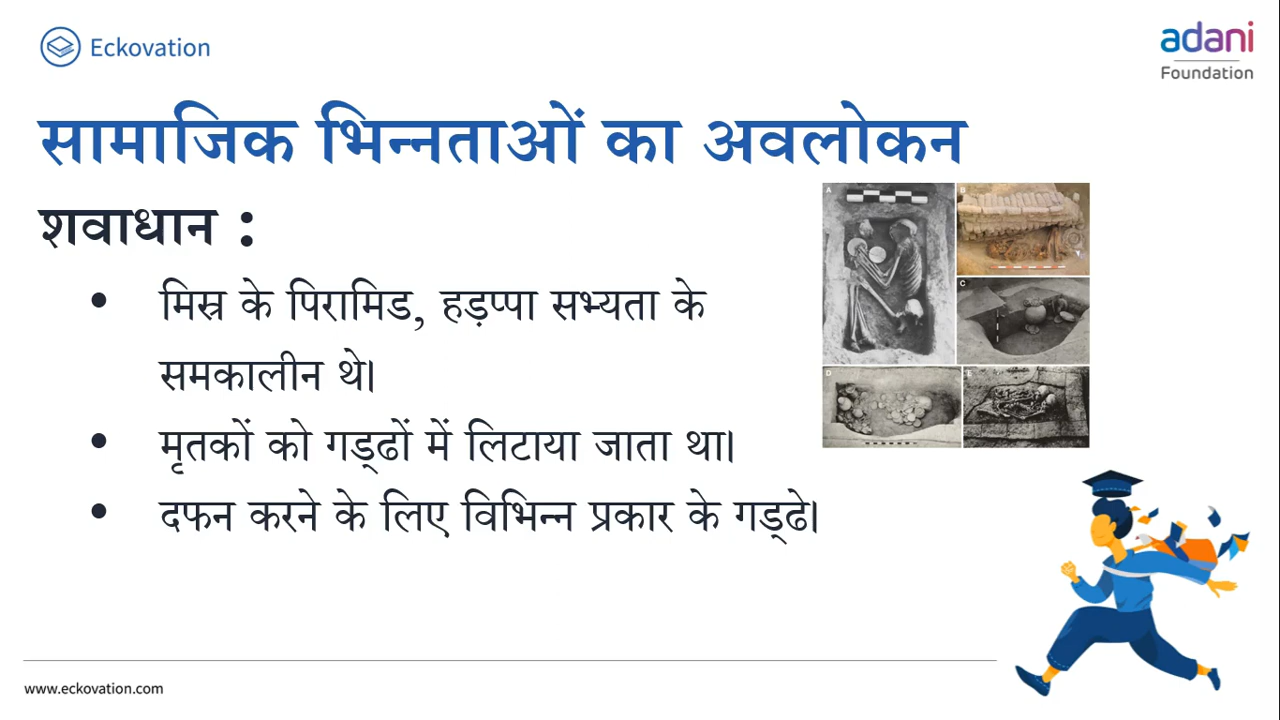 Eckovation
adani
Foundation
सामाजिक भिन्नताओं का अवलोकन
शवाधान :
• मिस्र के पिरामिड, हड़प्पा सभ्यता के
समकालीन थे।
• मृतकों को गड्ढों में लिटाया जाता था।
• दफन करने के लिए विभिन्न प्रकार के गड्ढे।
A
B
C
D
E
www.eckovation.com